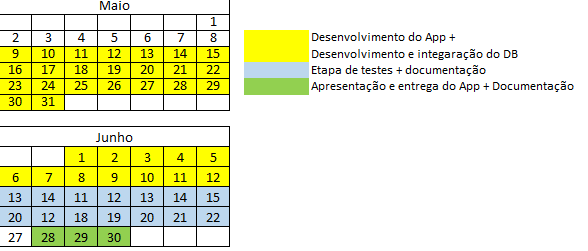 Maio
1
2 3 4 5 6 7 8
9 10 11 12 13 14 15
16 17 18 19 20 21 22
23 24 25 26 27 28 29
30 31
Desenvolvimento do App +
Desenvolvimento e integaração do DB
Etapa de testes + documentação
Apresentação e entrega do App + Documentação
Junho
1 2 3 4 5
6 7 8 9 10 11 12
13 14 11 12 13 14 15
20 12 18 19 20 21 22
27 28 29 30